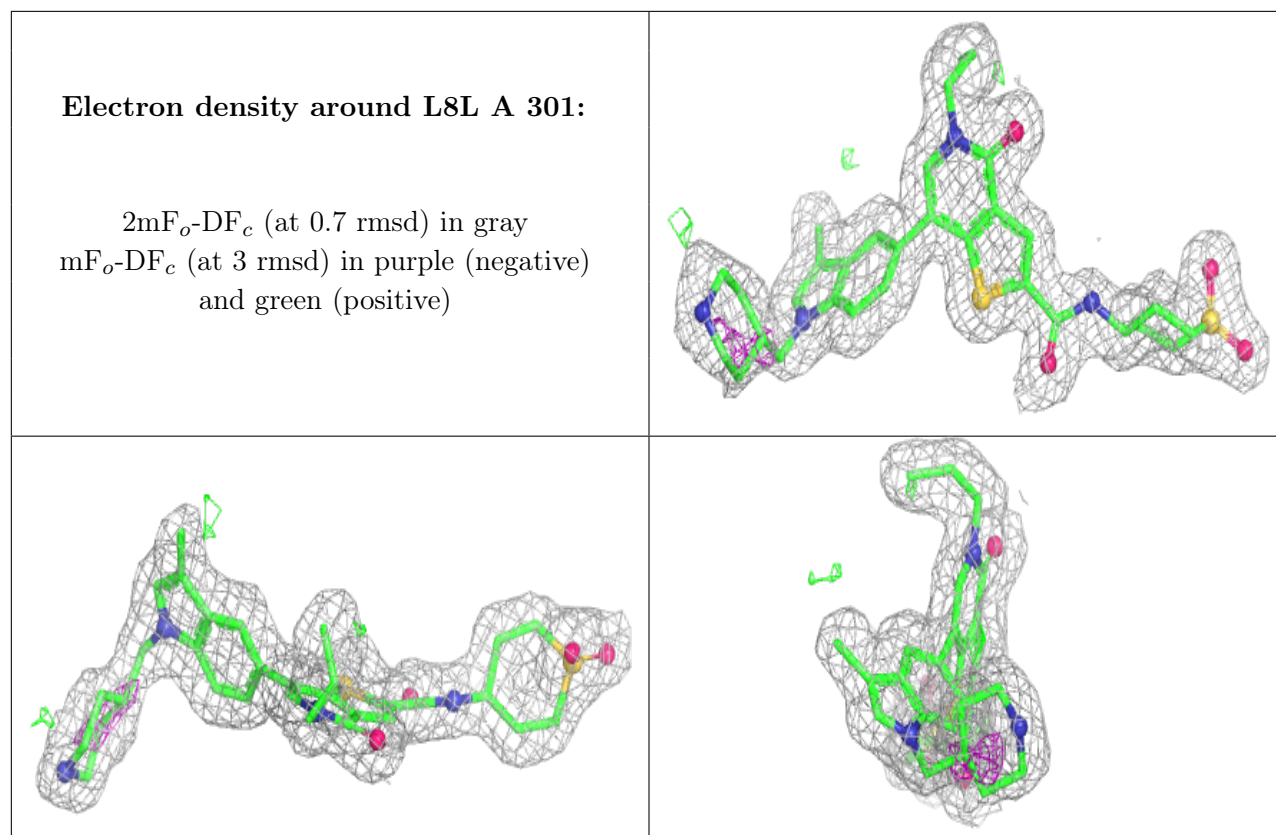 Electron density around L8L A 301:
2mFo-DFc (at 0.7 rmsd) in gray
mFo-DFc (at 3 rmsd) in purple (negative)
and green (positive)